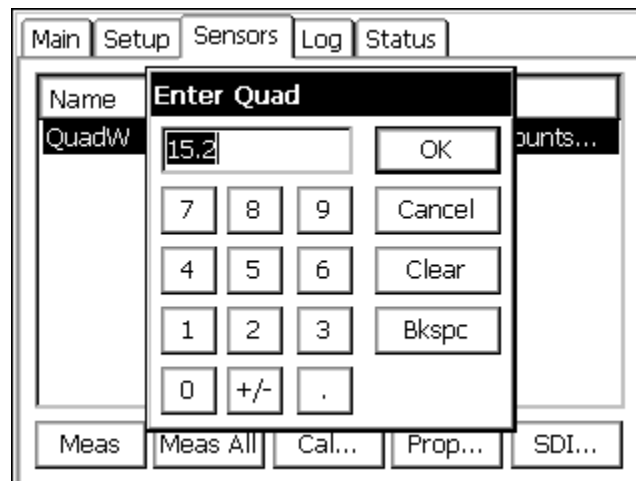 Main Setup Sensors Log Status
Name
Enter Quad
QuadW
15.2 OK
7 8 9 Cancel
4 5 6 Clear
1 2 3 Bkspc
0 +/- .
Meas Meas All Cal... Prop... SDI...